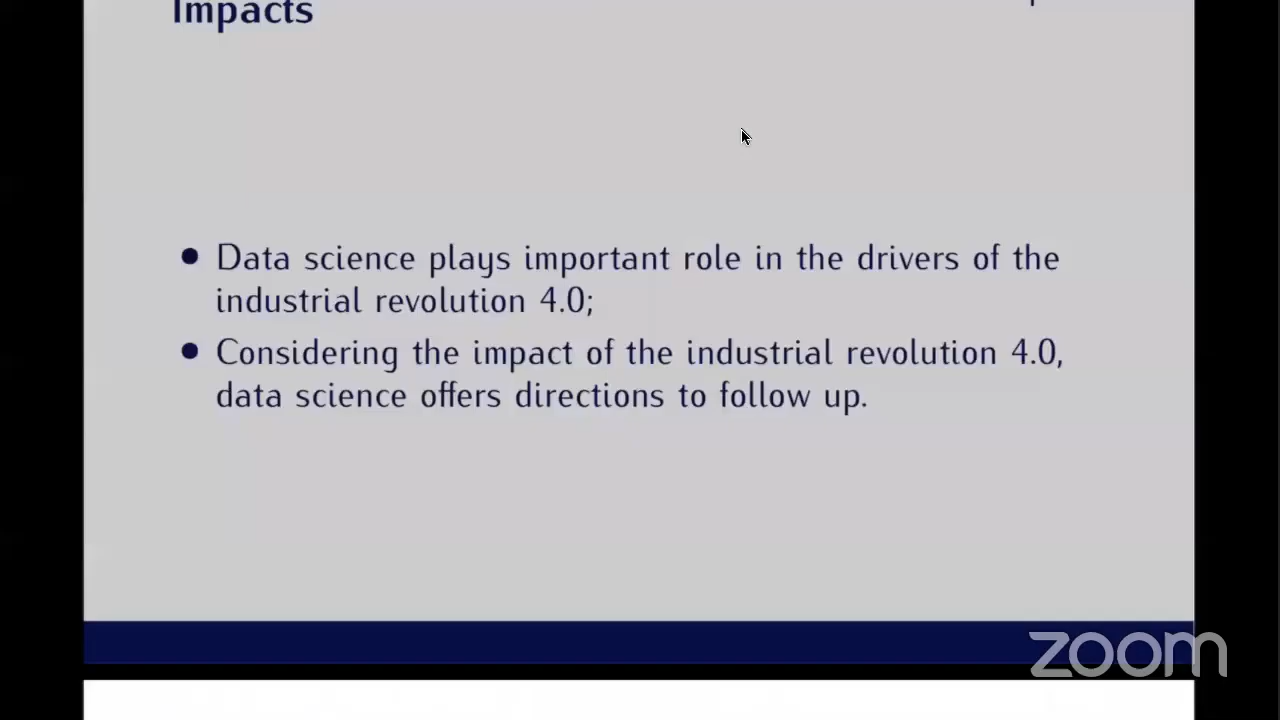 Impacts
● Data science plays important role in the drivers of the
industrial revolution 4.0;
● Considering the impact of the industrial revolution 4.0,
data science offers directions to follow up.
zoom